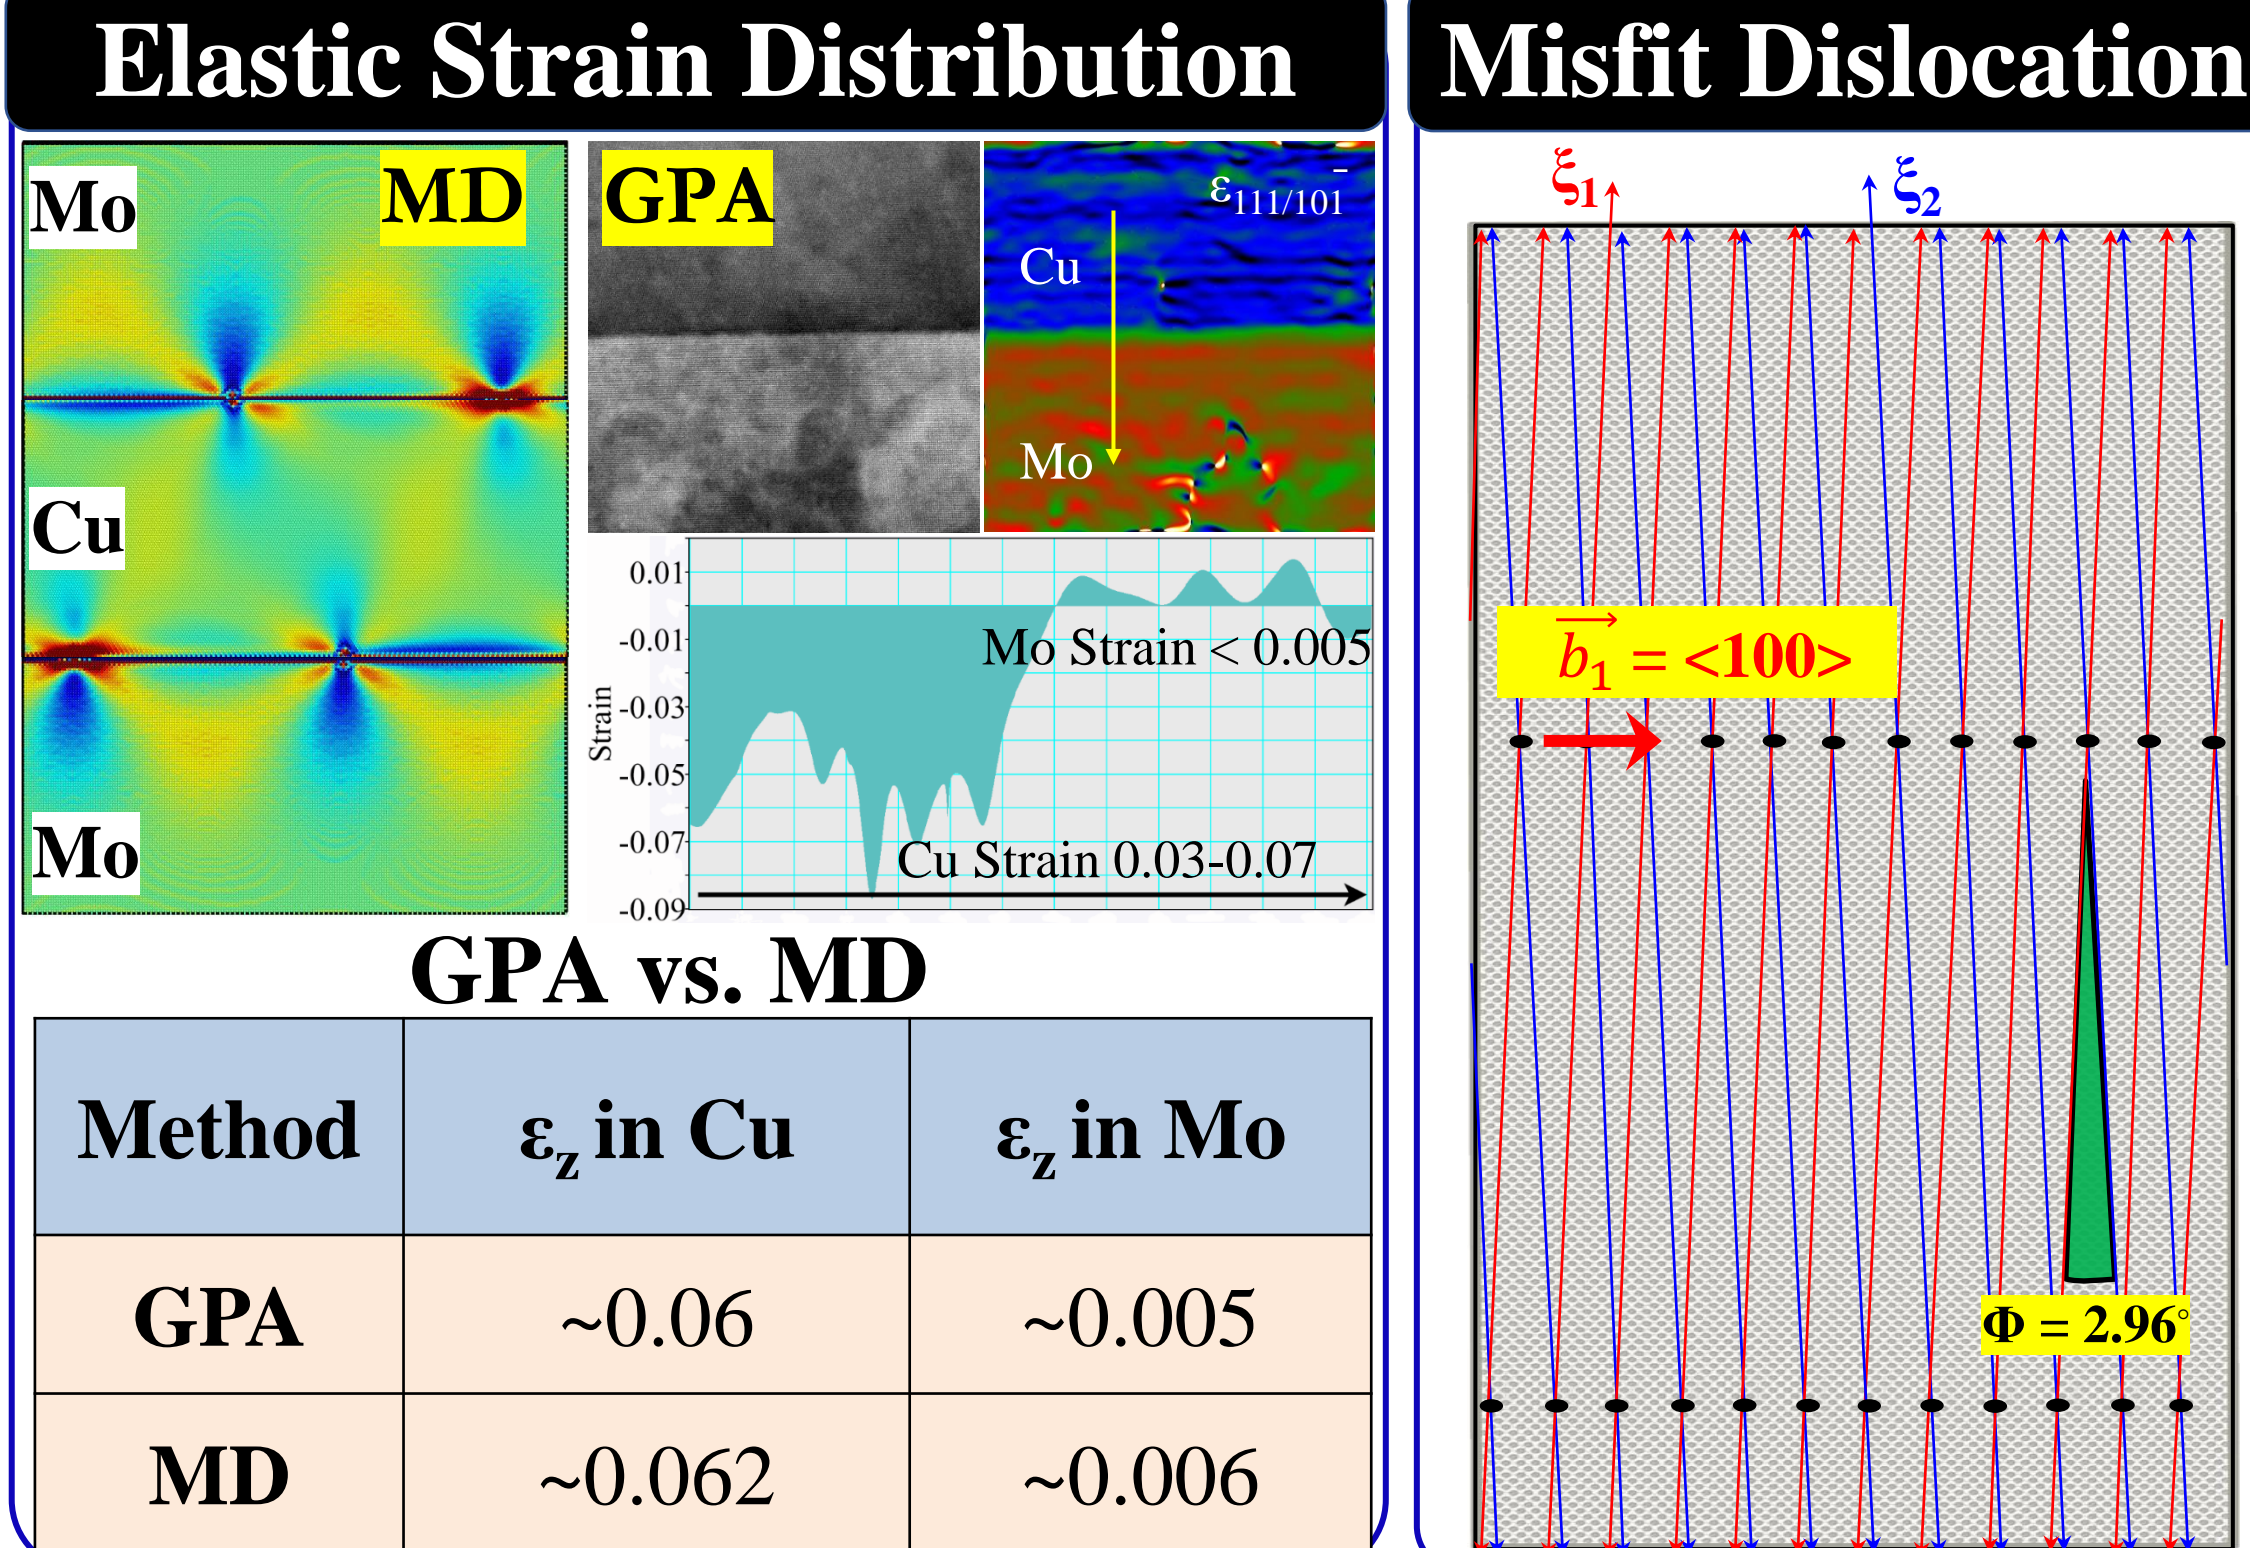 Elastic Strain Distribution
Mo
MD
Cu
Mo
GPA
ε111/101̄
Cu
Mo
0.01
-0.01
-0.03
-0.05
-0.07
-0.09
Strain
Mo Strain < 0.005
Cu Strain 0.03-0.07
GPA vs. MD
Method εz in Cu εz in Mo
GPA ~0.06 ~0.005
MD ~0.062 ~0.006
Misfit Dislocation
ξ1 ξ2
b⃗1 = <100>
Φ = 2.96°